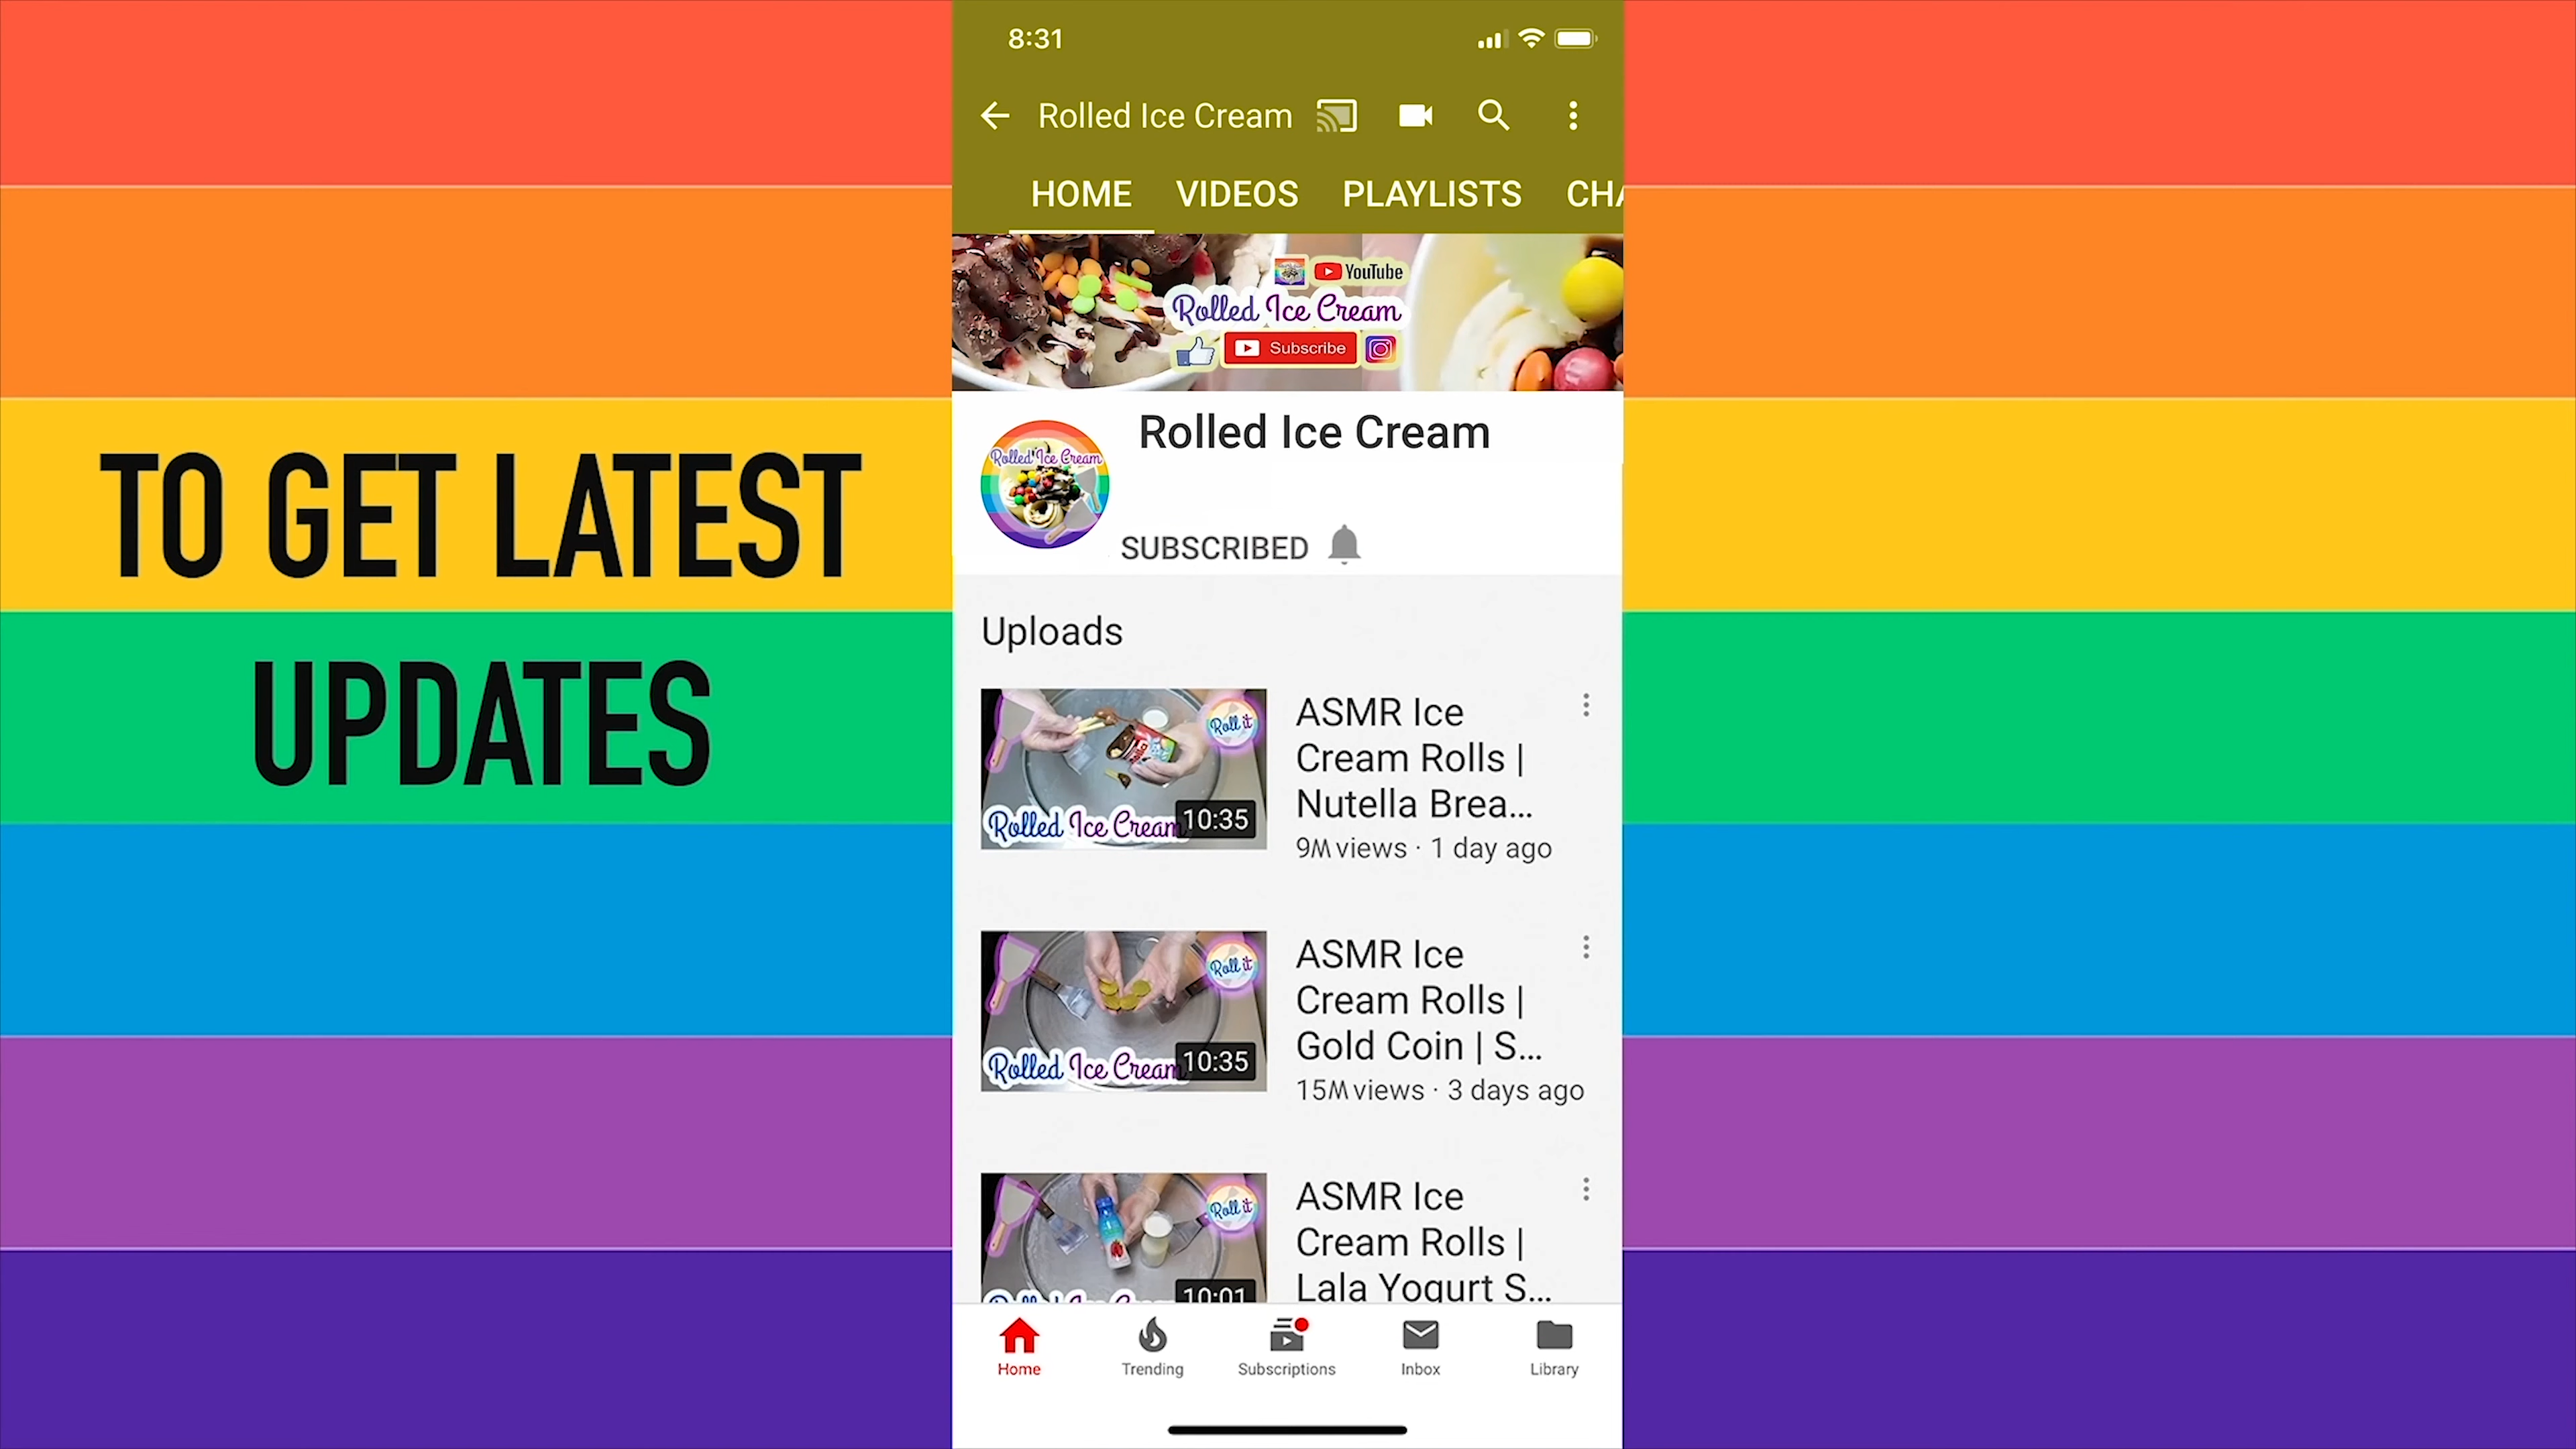 8:31
Rolled Ice Cream
HOME VIDEOS PLAYLISTS CHA
YouTube
Rolled Ice Cream
Subscribe
TO GET LATEST
UPDATES
Rolled Ice Cream
Rolled Ice Cream
SUBSCRIBED
Uploads
Roll it
Rolled Ice Cream
10:35
ASMR Ice
Cream Rolls |
Nutella Brea...
9M views · 1 day ago
Roll it
Rolled Ice Cream
10:35
ASMR Ice
Cream Rolls |
Gold Coin | S...
15M views · 3 days ago
Roll it
10:01
ASMR Ice
Cream Rolls |
Lala Yogurt S...
Home Trending Subscriptions Inbox Library